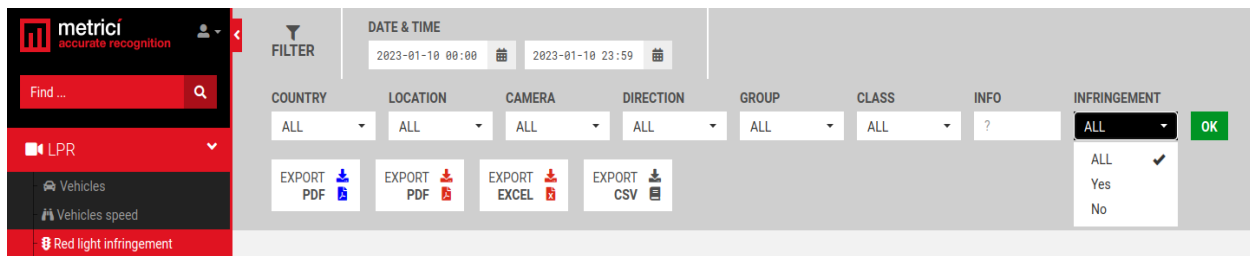 metrici
accurate recognition
Find ...
LPR
Vehicles
Vehicles speed
Red light infringement
FILTER
DATE & TIME
2023-01-10 00:00
2023-01-10 23:59
COUNTRY LOCATION CAMERA DIRECTION GROUP CLASS INFO INFRINGEMENT
ALL ALL ALL ALL ALL ALL ? ALL OK
ALL
Yes
No
EXPORT PDF
EXPORT PDF
EXPORT EXCEL
EXPORT CSV